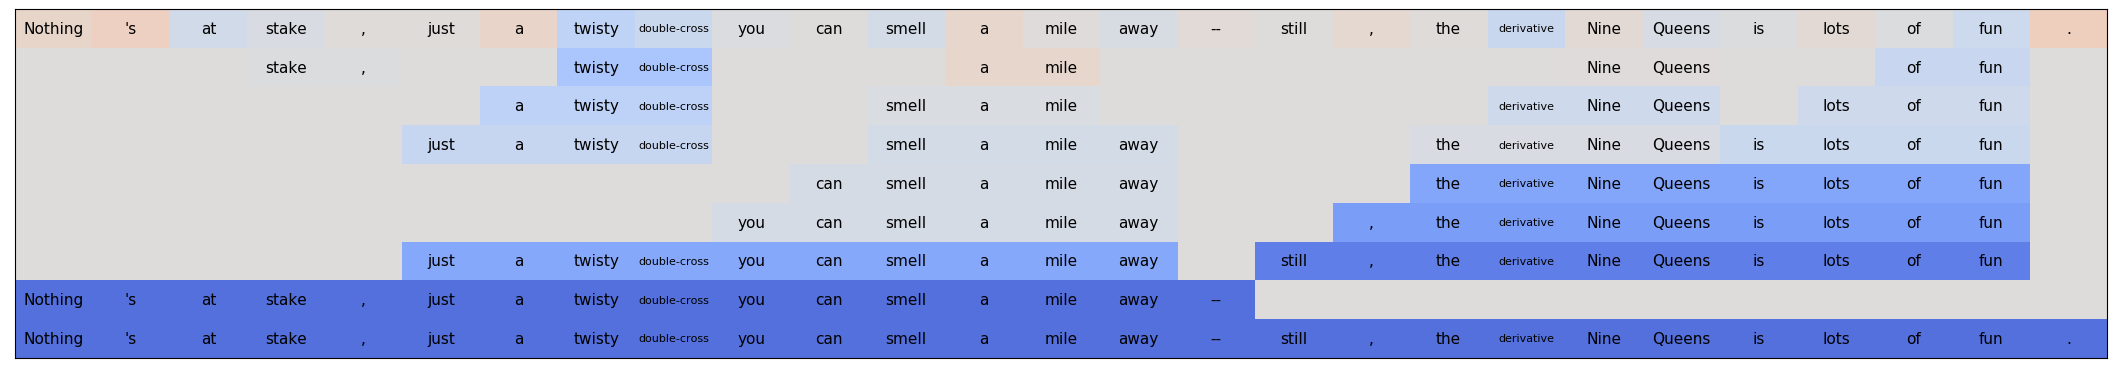 Nothing 's at stake , just a twisty double-cross you can smell a mile away -- still , the derivative Nine Queens is lots of fun .
stake , twisty double-cross a mile Nine Queens of fun
a twisty double-cross smell a mile derivative Nine Queens lots of fun
just a twisty double-cross smell a mile away the derivative Nine Queens is lots of fun
can smell a mile away the derivative Nine Queens is lots of fun
you can smell a mile away , the derivative Nine Queens is lots of fun
just a twisty double-cross you can smell a mile away still , the derivative Nine Queens is lots of fun
Nothing 's at stake , just a twisty double-cross you can smell a mile away --
Nothing 's at stake , just a twisty double-cross you can smell a mile away -- still , the derivative Nine Queens is lots of fun .